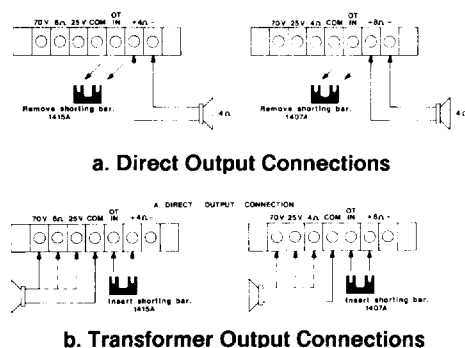 OT OT
70V 8Ω 25V COM IN +4Ω- 70V 25V 4Ω COM IN +8Ω-
Remove shorting bar. Remove shorting bar.
1415A 1407A
4Ω 4Ω
a. Direct Output Connections
A. DIRECT OUTPUT CONNECTION
OT OT
70V 8Ω 25V COM IN +4Ω- 70V 25V 4Ω COM IN +8Ω-
Insert shorting bar. Insert shorting bar.
1415A 1407A
b. Transformer Output Connections